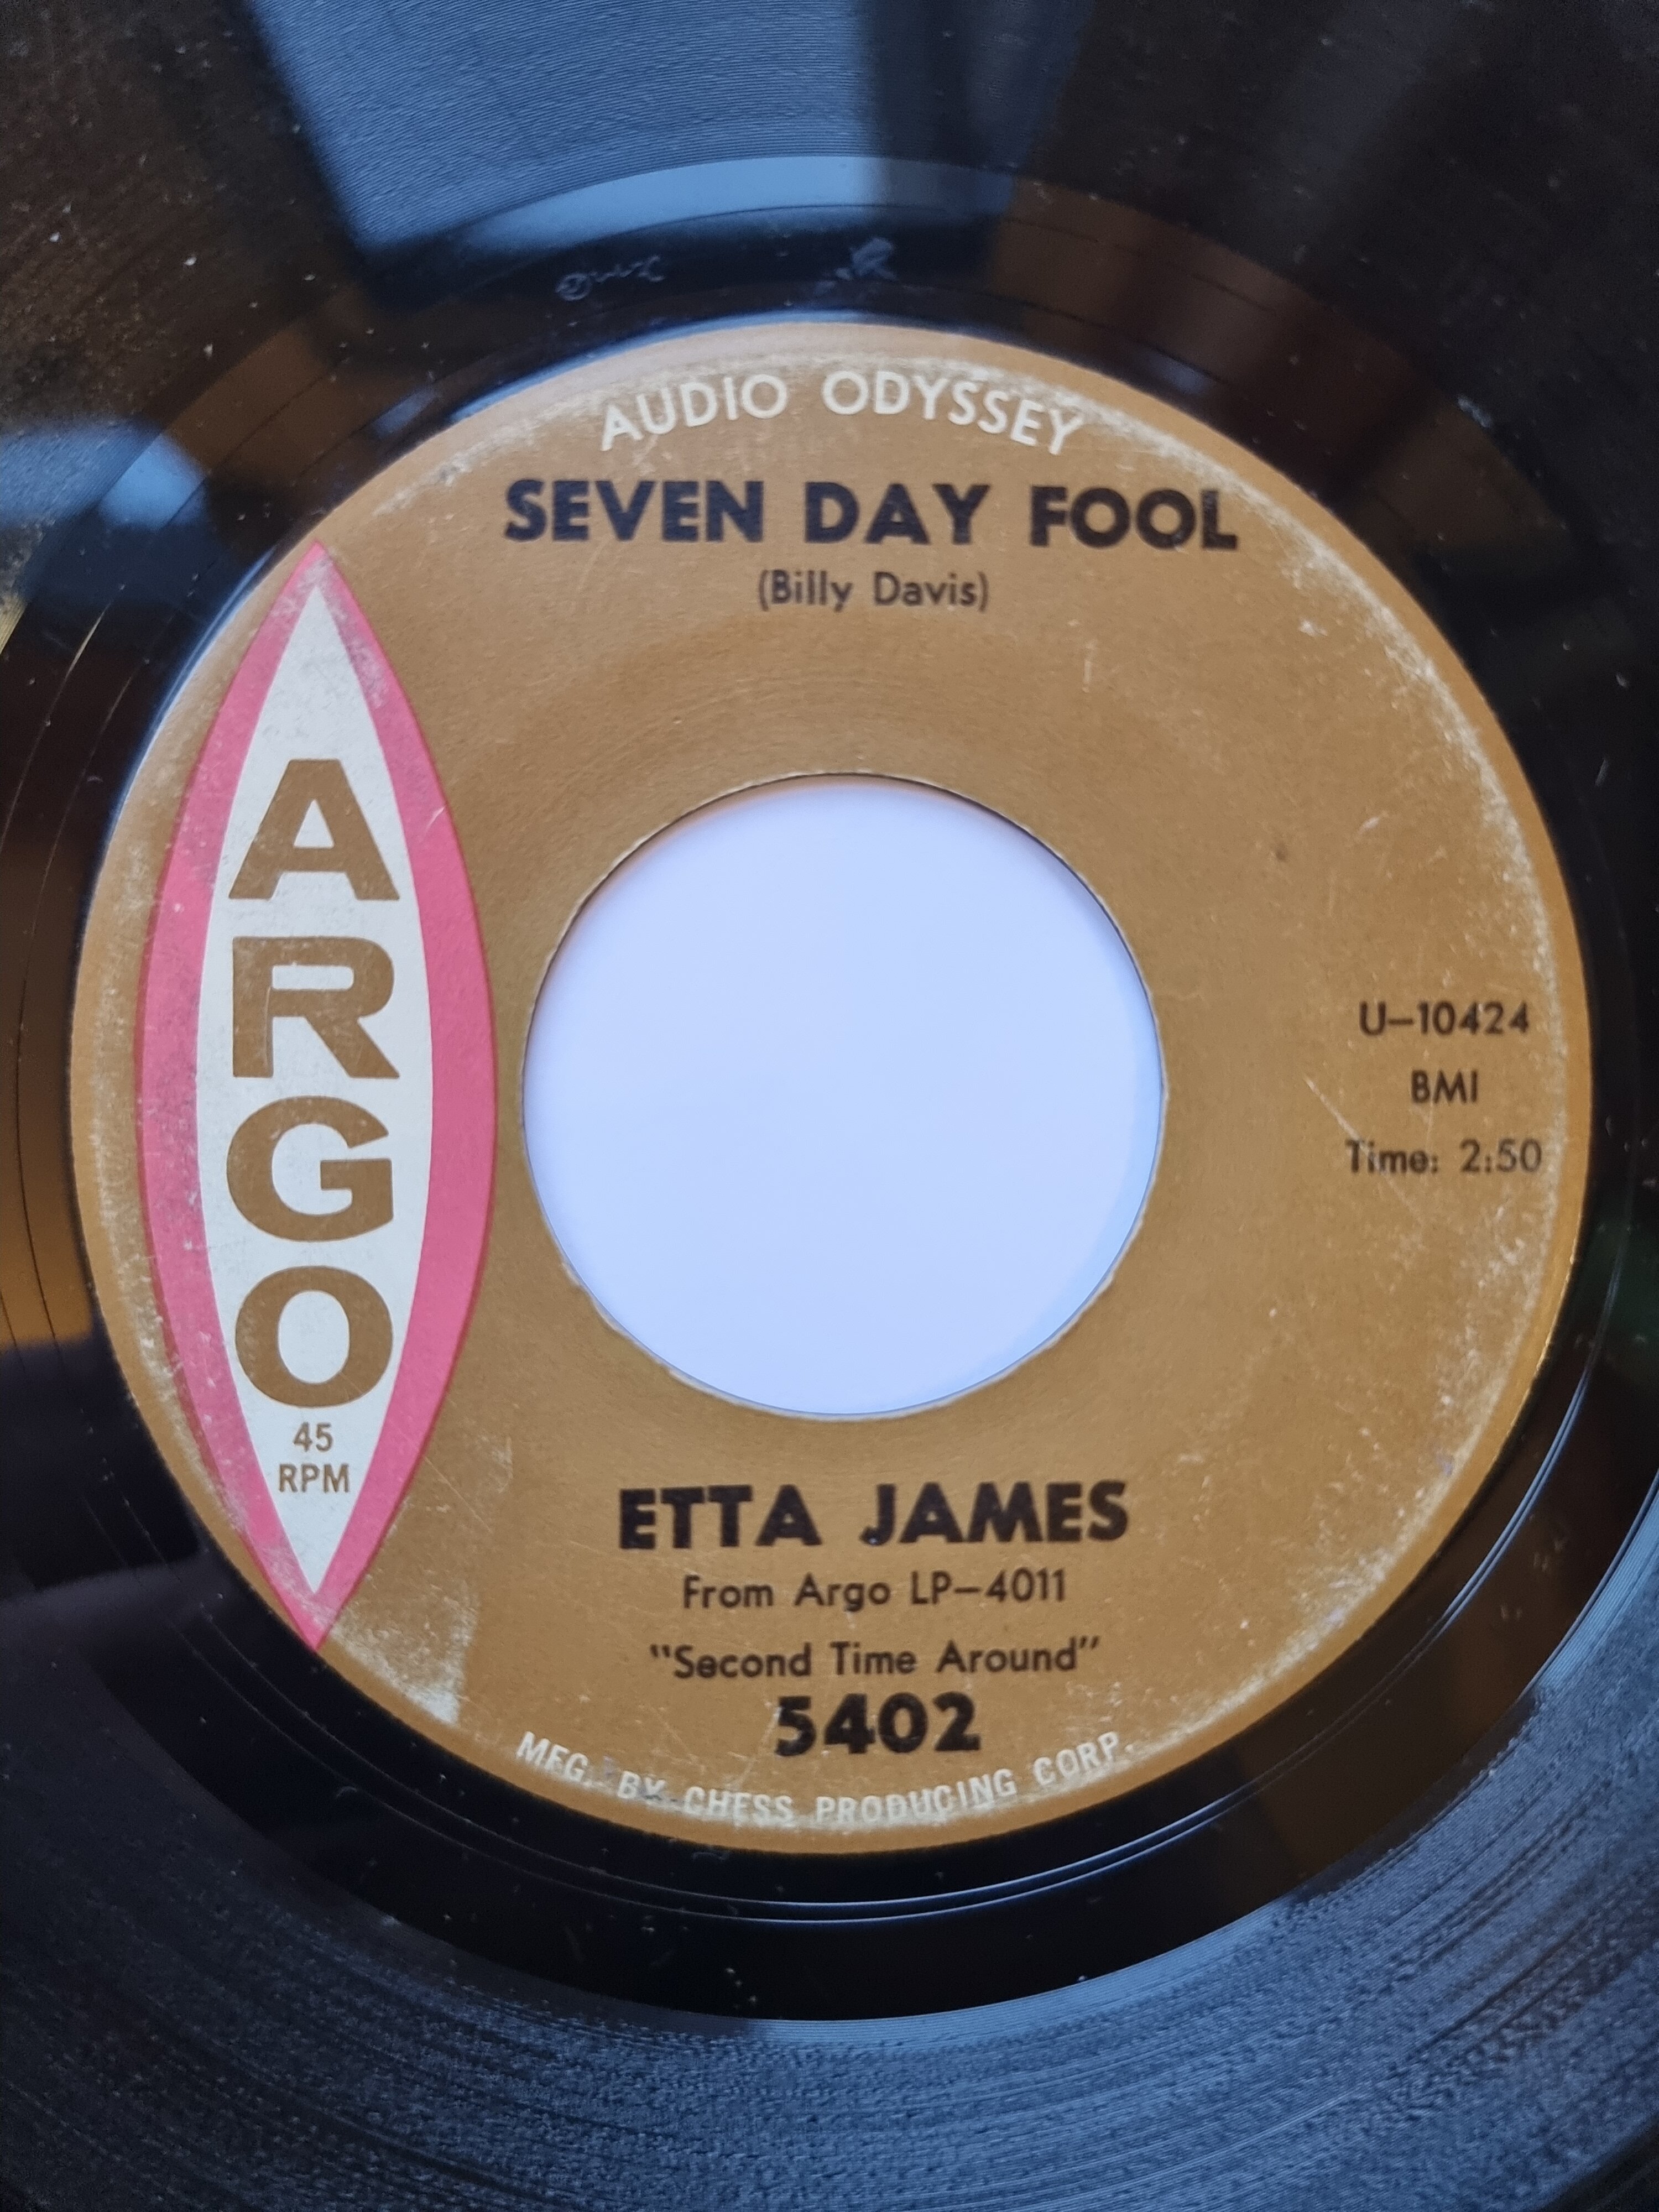 AUDIO ODYSSEY
SEVEN DAY FOOL
(Billy Davis)
ARGO
45
RPM
U-10424
BMI
Time: 2:50
ETTA JAMES
From Argo LP-4011
"Second Time Around"
5402
MFG. BY CHESS PRODUCING CORP.